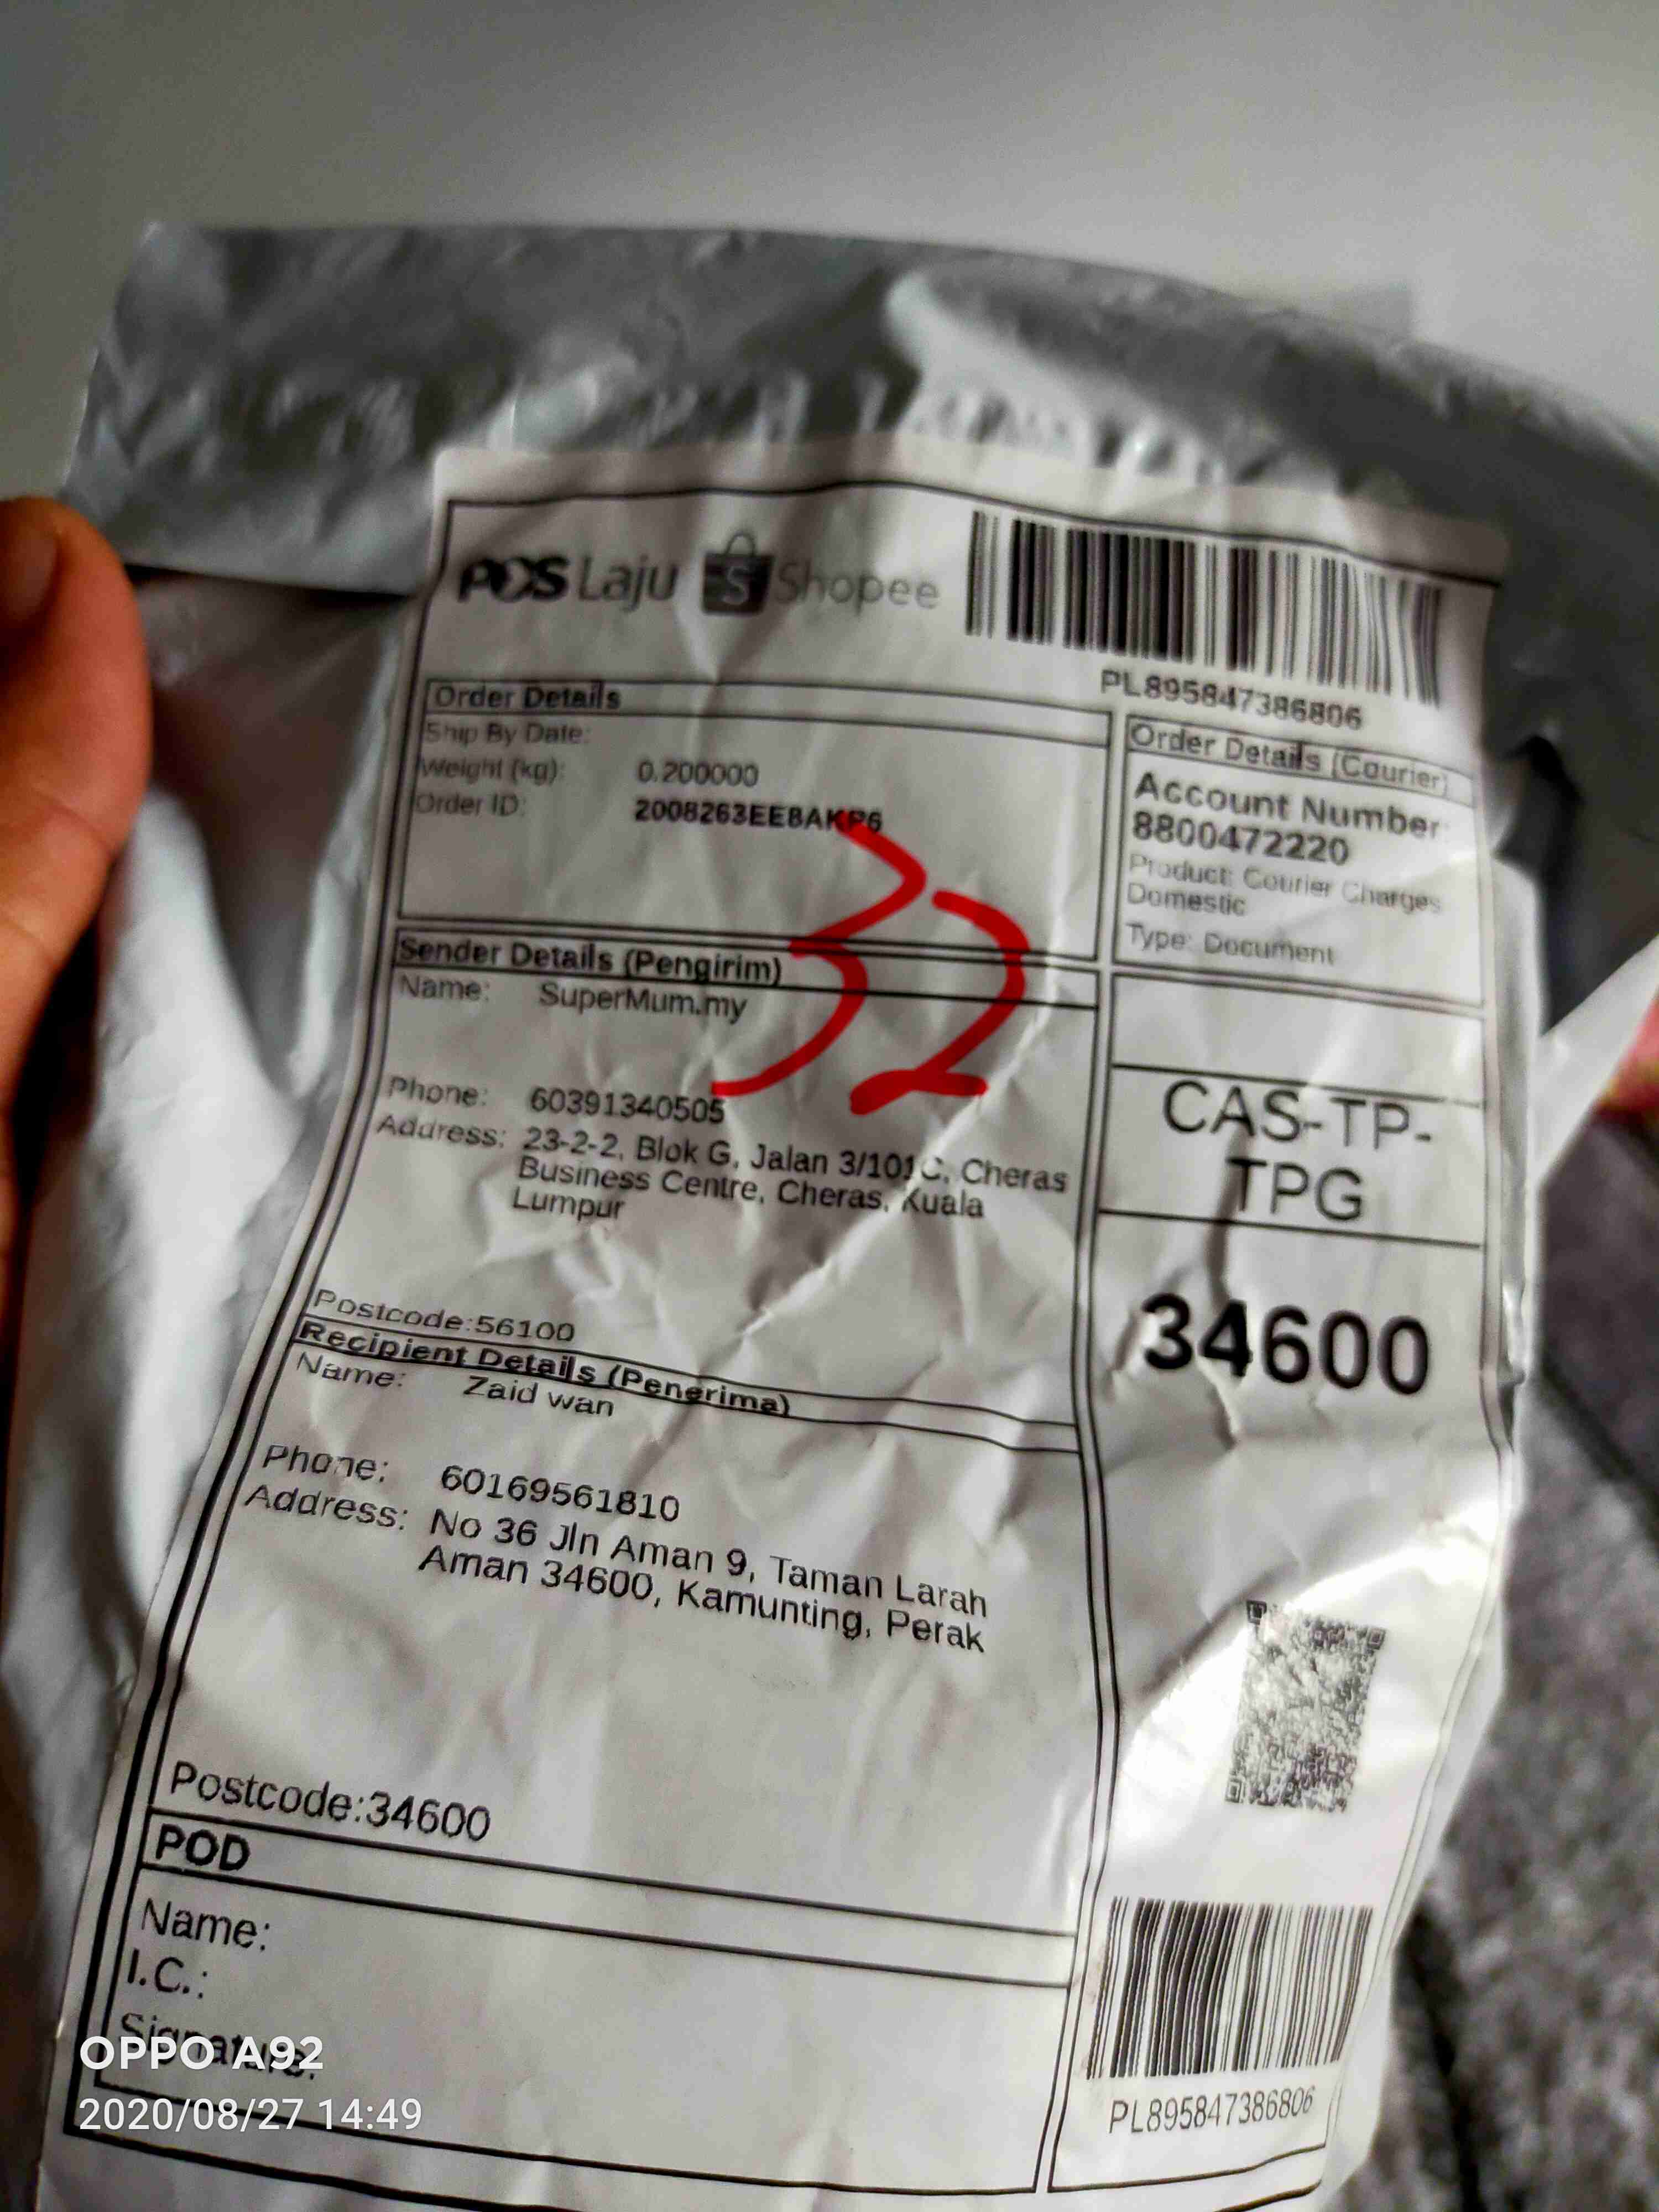 POS Laju Shopee
PL895847386806
Order Details
Ship By Date:
Weight (kg): 0.200000
Order ID: 2008263EE8AKP6
Order Details (Courier)
Account Number:
8800472220
Product: Courier Charges
Domestic
Type: Document
32
Sender Details (Pengirim)
Name: SuperMum.my
Phone: 60391340505
Address: 23-2-2, Blok G, Jalan 3/101C, Cheras
Business Centre, Cheras, Kuala
Lumpur
Postcode:56100
CAS-TP-
TPG
34600
Recipient Details (Penerima)
Name: Zaid wan
Phone: 60169561810
Address: No 36 Jln Aman 9, Taman Larah
Aman 34600, Kamunting, Perak
Postcode:34600
POD
Name:
I.C.:
Signature:
PL895847386806
OPPO A92
2020/08/27 14:49